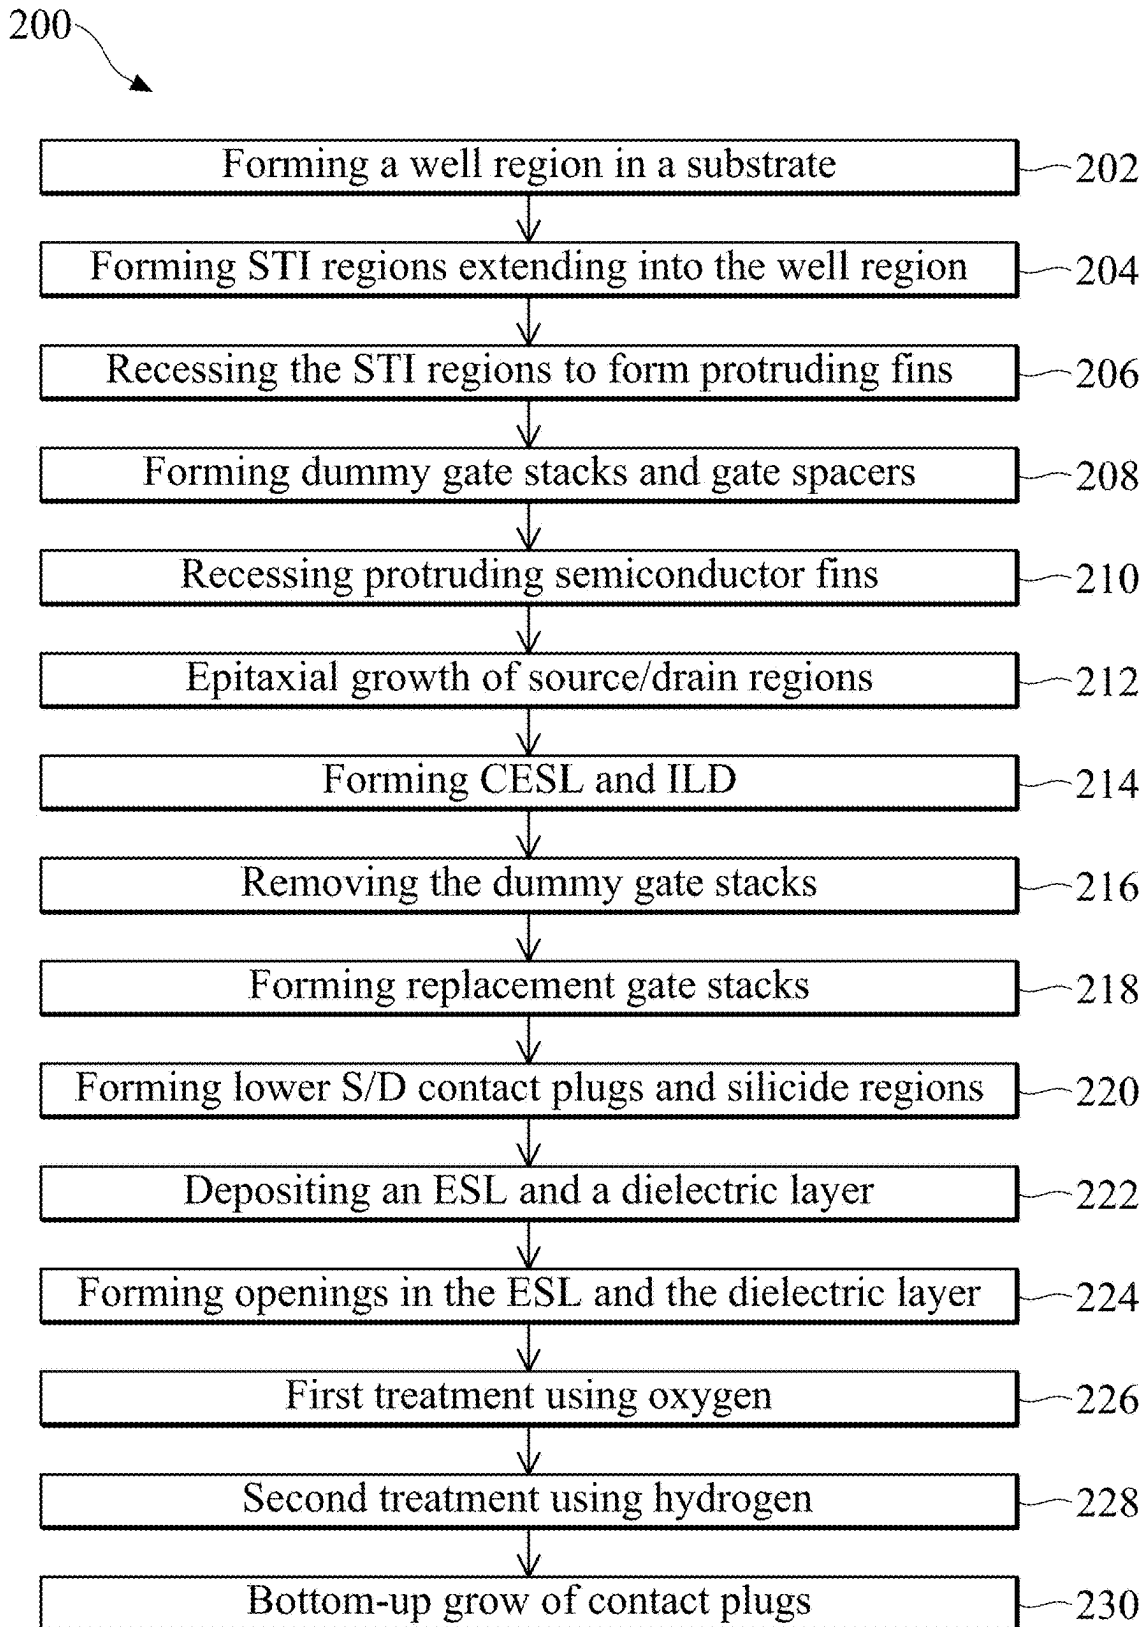 200
Forming a well region in a substrate 202
Forming STI regions extending into the well region 204
Recessing the STI regions to form protruding fins 206
Forming dummy gate stacks and gate spacers 208
Recessing protruding semiconductor fins 210
Epitaxial growth of source/drain regions 212
Forming CESL and ILD 214
Removing the dummy gate stacks 216
Forming replacement gate stacks 218
Forming lower S/D contact plugs and silicide regions 220
Depositing an ESL and a dielectric layer 222
Forming openings in the ESL and the dielectric layer 224
First treatment using oxygen 226
Second treatment using hydrogen 228
Bottom-up grow of contact plugs 230